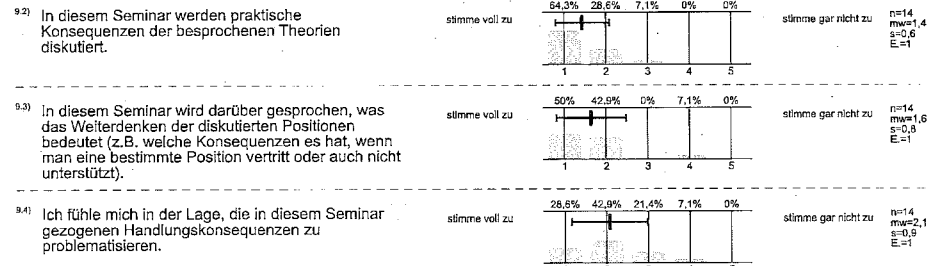 9.2) In diesem Seminar werden praktische
Konsequenzen der besprochenen Theorien
diskutiert.
stimme voll zu
64,3% 28,6% 7,1% 0% 0%
1 2 3 4 5
stimme gar nicht zu
n=14
mw=1,4
s=0,6
E.=1
9.3) In diesem Seminar wird darüber gesprochen, was
das Weiterdenken der diskutierten Positionen
bedeutet (z.B. welche Konsequenzen es hat, wenn
man eine bestimmte Position vertritt oder auch nicht
unterstützt).
stimme voll zu
50% 42,9% 0% 7,1% 0%
1 2 3 4 5
stimme gar nicht zu
n=14
mw=1,6
s=0,8
E.=1
9.4) Ich fühle mich in der Lage, die in diesem Seminar
gezogenen Handlungskonsequenzen zu
problematisieren.
stimme voll zu
28,6% 42,9% 21,4% 7,1% 0%
stimme gar nicht zu
n=14
mw=2,1
s=0,9
E.=1